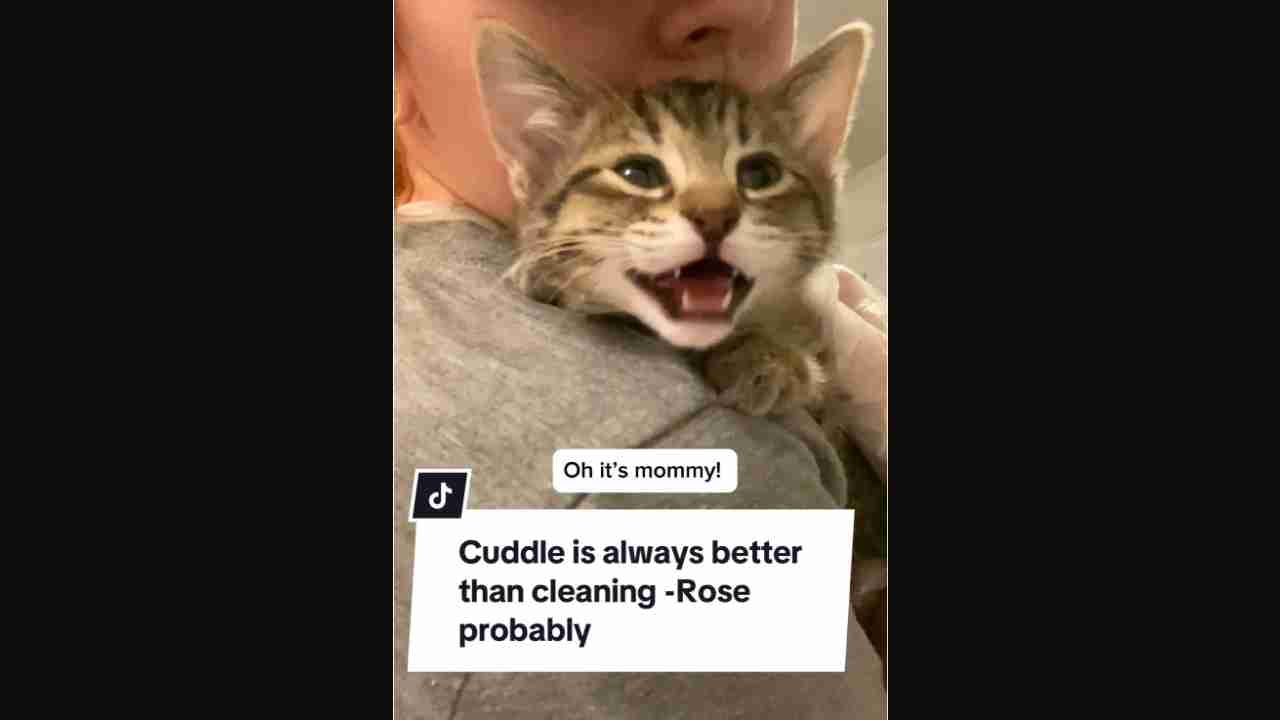 Oh it's mommy!
Cuddle is always better
than cleaning -Rose
probably